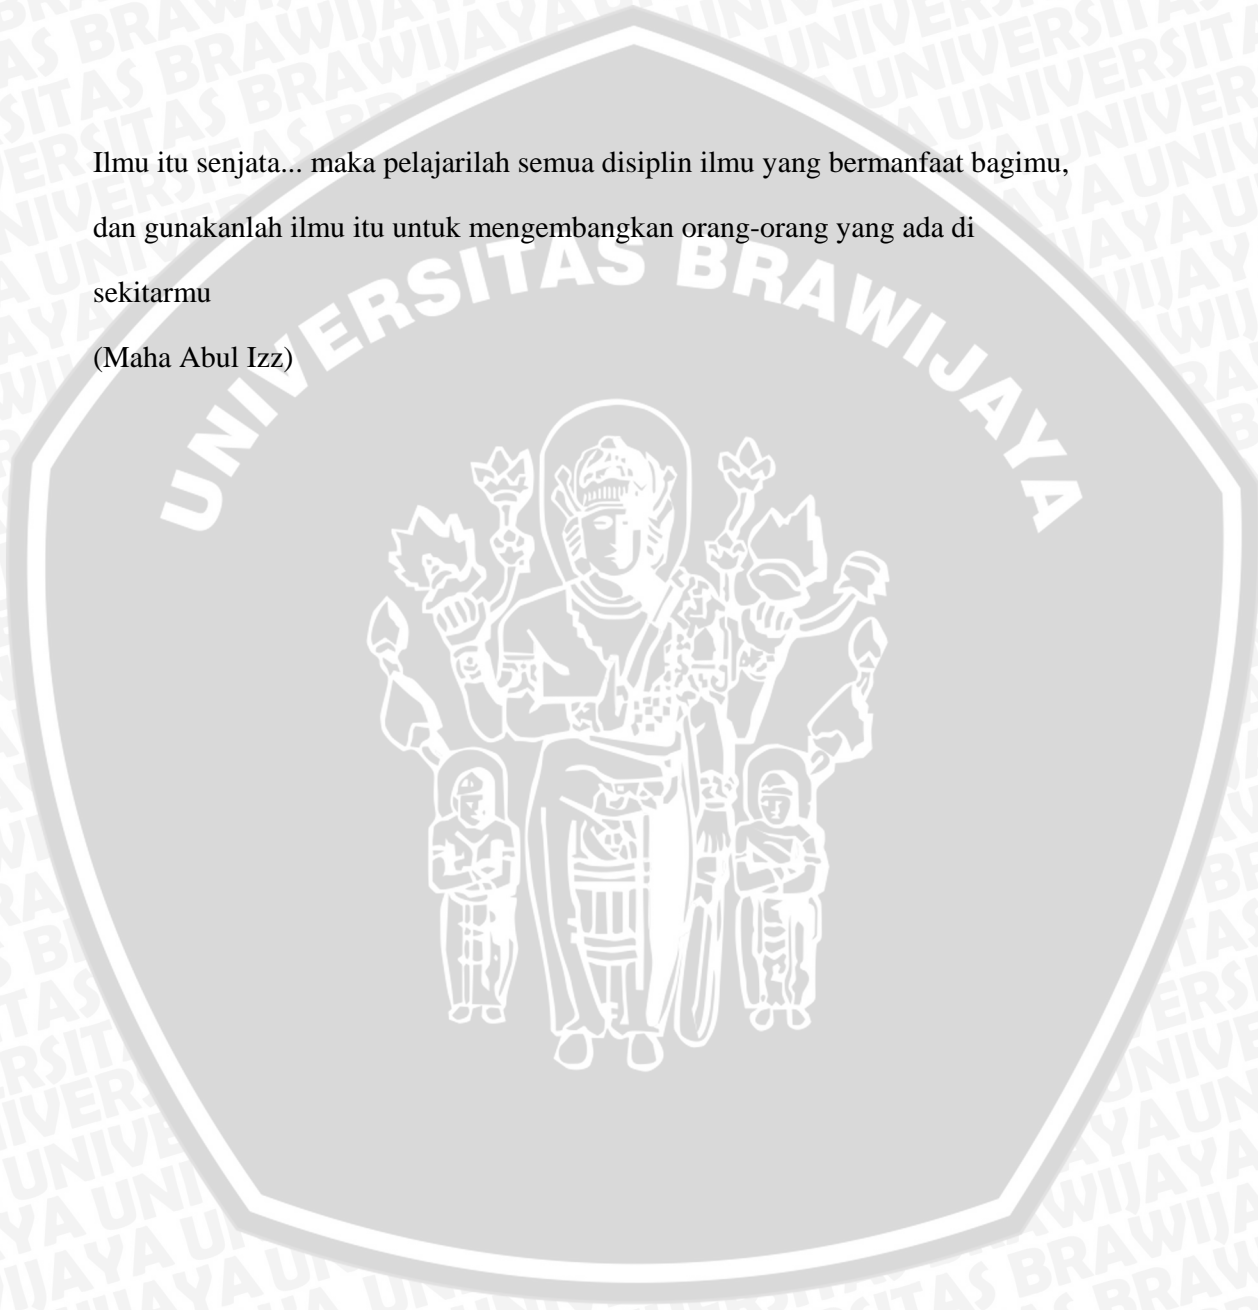 Ilmu itu senjata... maka pelajarilah semua disiplin ilmu yang bermanfaat bagimu,
dan gunakanlah ilmu itu untuk mengembangkan orang-orang yang ada di
sekitarmu
(Maha Abul Izz)
UNIVERSITAS BRAWIJAYA